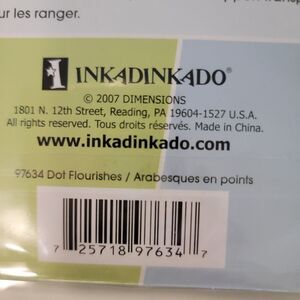 ur les ranger.
INKADINKADO®
© 2007 DIMENSIONS
1801 N. 12th Street, Reading, PA 19604-1527 U.S.A.
All rights reserved. Tous droits réservés. Made in China.
www.inkadinkado.com
97634 Dot Flourishes / Arabesques en points
7 25718 97634 7